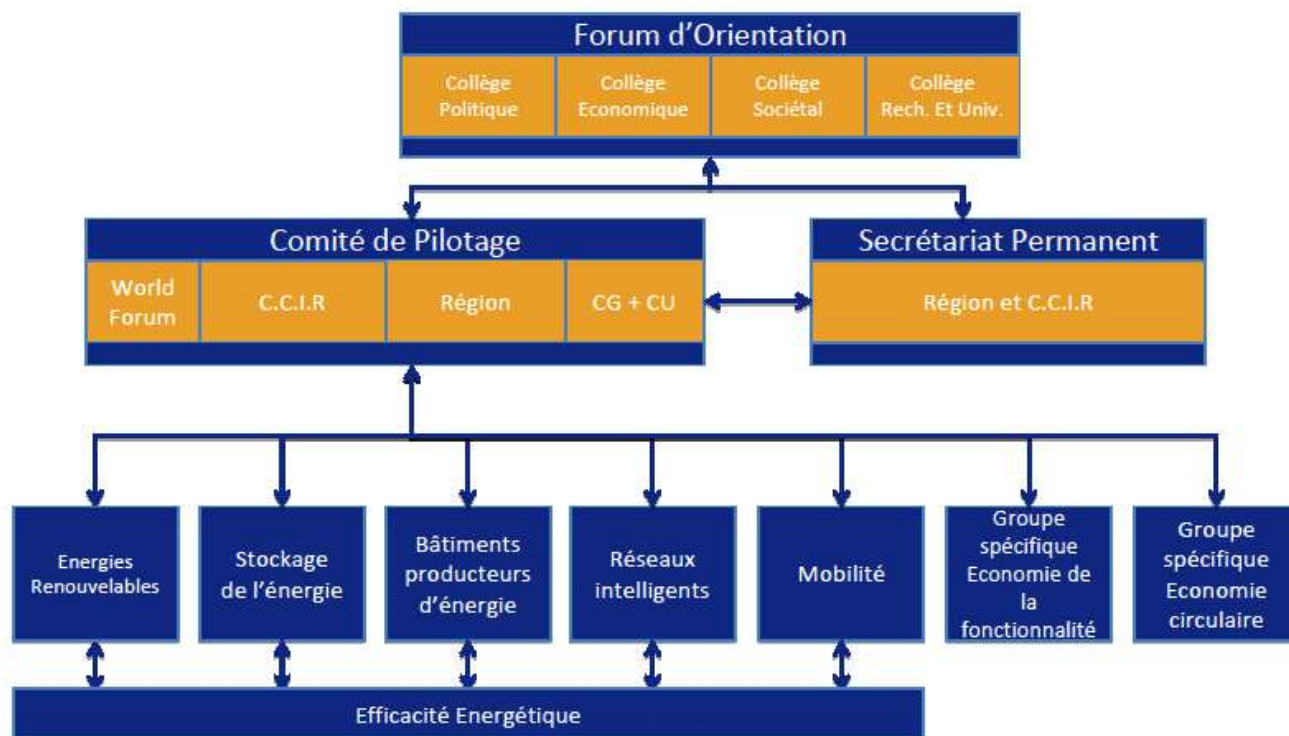 Forum d’Orientation
Collège
Politique
Collège
Economique
Collège
Sociétal
Collège
Rech. Et Univ.
Comité de Pilotage
World
Forum
C.C.I.R
Région
CG + CU
Secrétariat Permanent
Région et C.C.I.R
Energies
Renouvelables
Stockage
de l’énergie
Bâtiments
producteurs
d’énergie
Réseaux
intelligents
Mobilité
Groupe
spécifique
Economie de
la
fonctionnalité
Groupe
spécifique
Economie
circulaire
Efficacité Energétique